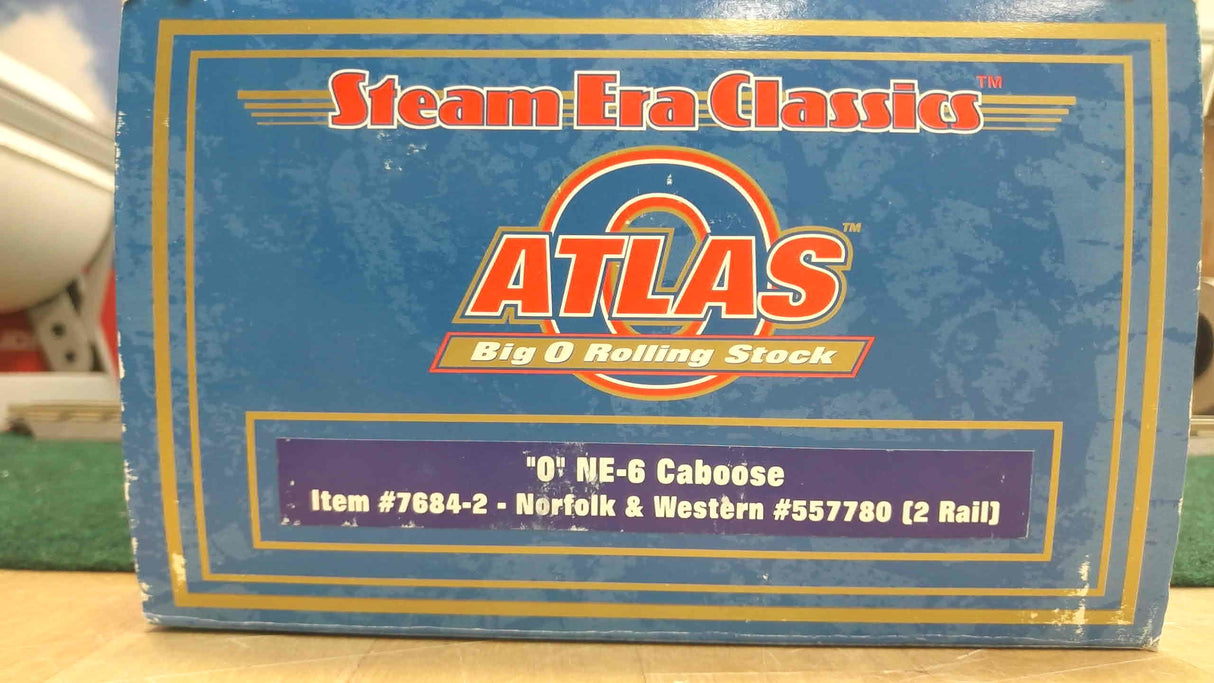 Steam Era Classics™
ATLAS™
O
Big O Rolling Stock
"O" NE-6 Caboose
Item #7684-2 - Norfolk & Western #557780 (2 Rail)